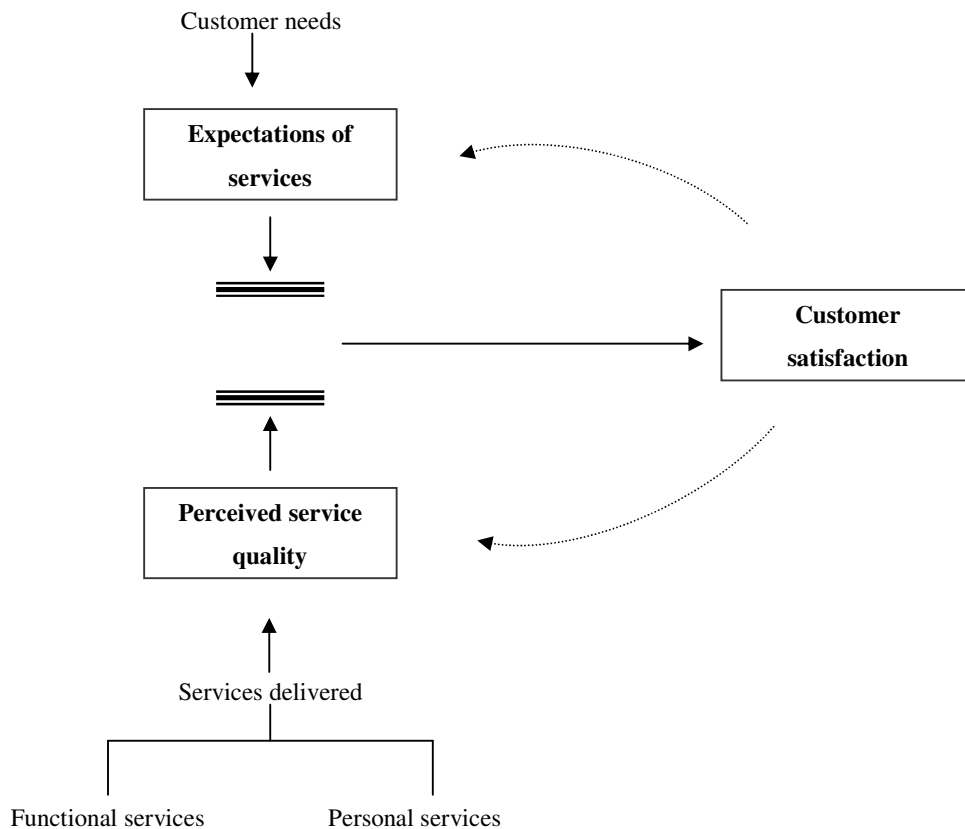 Customer needs
Expectations of
services
Customer
satisfaction
Perceived service
quality
Services delivered
Functional services
Personal services